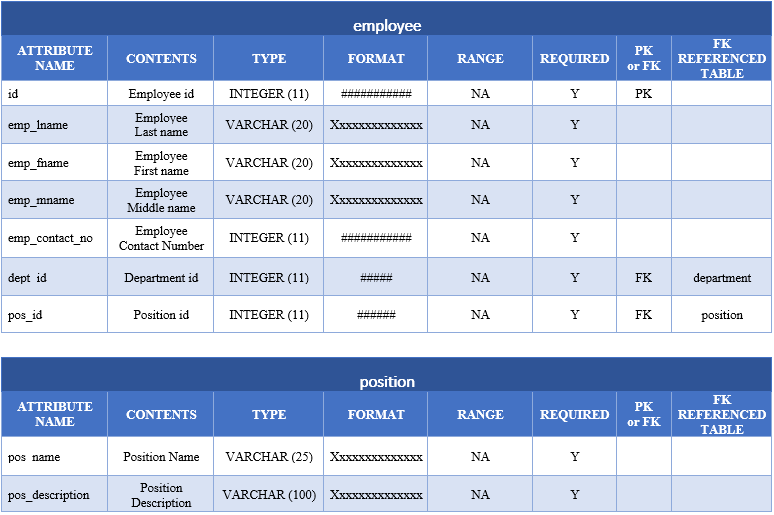 employee
ATTRIBUTE NAME CONTENTS TYPE FORMAT RANGE REQUIRED PK or FK FK REFERENCED TABLE
id Employee id INTEGER (11) ########### NA Y PK
emp_lname Employee Last name VARCHAR (20) Xxxxxxxxxxxxxx NA Y
emp_fname Employee First name VARCHAR (20) Xxxxxxxxxxxxxx NA Y
emp_mname Employee Middle name VARCHAR (20) Xxxxxxxxxxxxxx NA Y
emp_contact_no Employee Contact Number INTEGER (11) ########### NA Y
dept_id Department id INTEGER (11) ##### NA Y FK department
pos_id Position id INTEGER (11) ###### NA Y FK position
position
ATTRIBUTE NAME CONTENTS TYPE FORMAT RANGE REQUIRED PK or FK FK REFERENCED TABLE
pos_name Position Name VARCHAR (25) Xxxxxxxxxxxxxx NA Y
pos_description Position Description VARCHAR (100) Xxxxxxxxxxxxxx NA Y